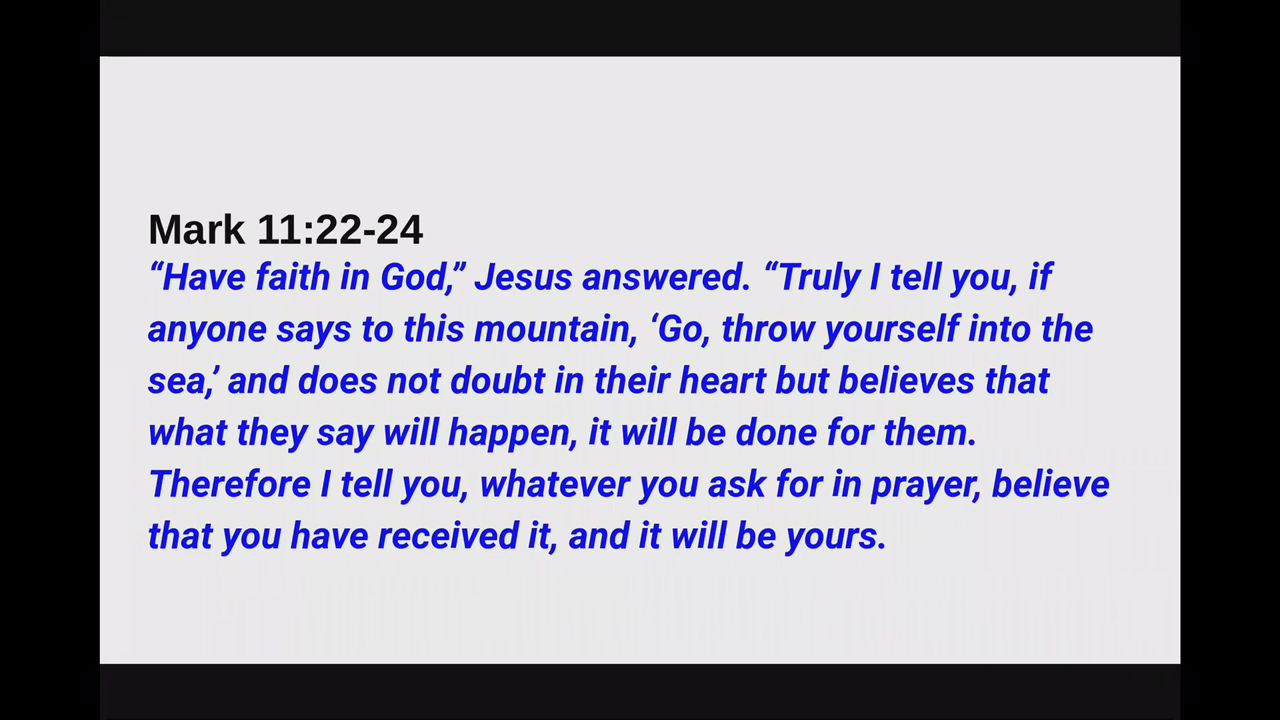 Mark 11:22-24
“Have faith in God,” Jesus answered. “Truly I tell you, if
anyone says to this mountain, ‘Go, throw yourself into the
sea,’ and does not doubt in their heart but believes that
what they say will happen, it will be done for them.
Therefore I tell you, whatever you ask for in prayer, believe
that you have received it, and it will be yours.